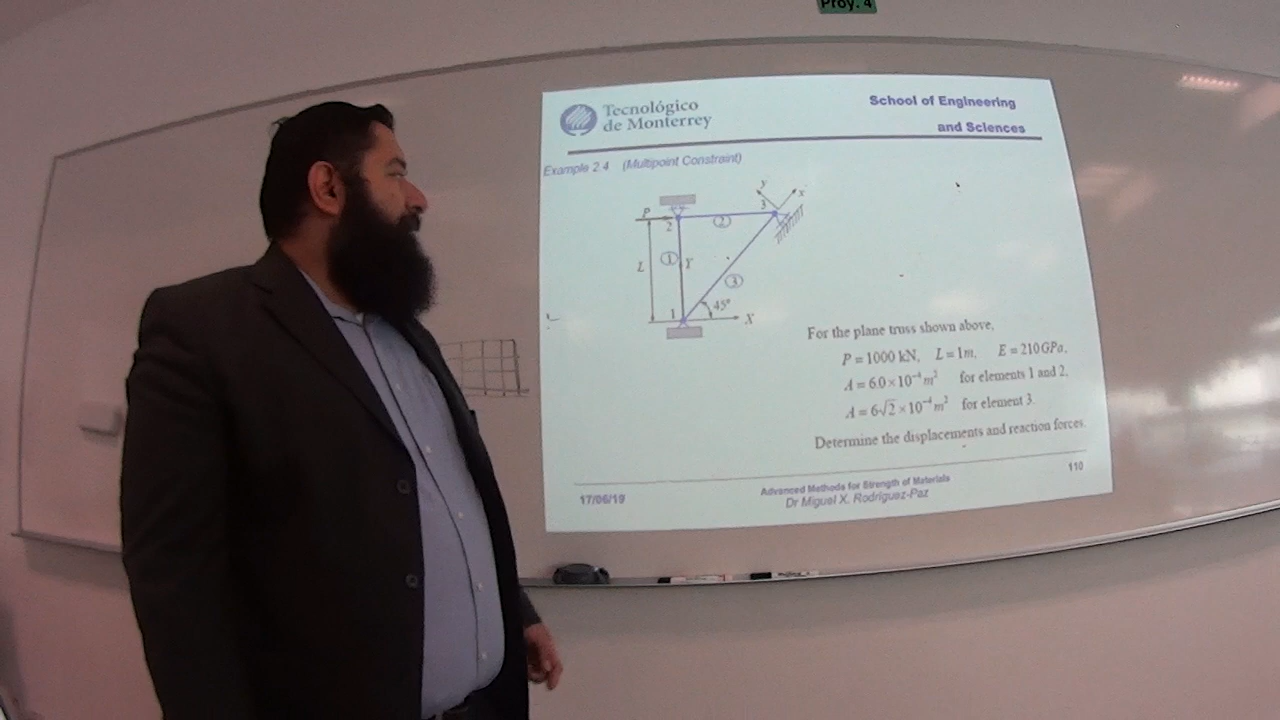 Proy. 4
Tecnológico
de Monterrey
School of Engineering
and Sciences
Example 2.4 (Multipoint Constraint)
y
x
3
P
2
②
L
①
Y
③
45°
1
X
For the plane truss shown above,
P = 1000 kN, L = 1m, E = 210GPa,
A = 6.0×10⁻⁴ m² for elements 1 and 2,
A = 6√2×10⁻⁴ m² for element 3.
Determine the displacements and reaction forces.
17/06/19
Advanced Methods for Strength of Materials
Dr Miguel X. Rodríguez-Paz
110